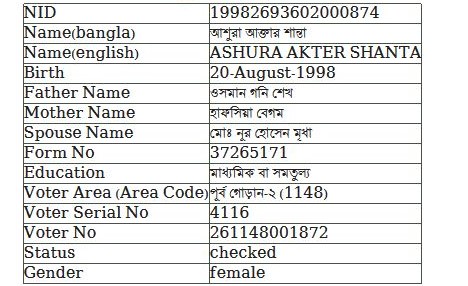 NID 19982693602000874
Name(bangla) আশুরা আক্তার শান্তা
Name(english) ASHURA AKTER SHANTA
Birth 20-August-1998
Father Name ওসমান গনি শেখ
Mother Name হাফসিয়া বেগম
Spouse Name মোঃ নূর হোসেন মৃধা
Form No 37265171
Education মাধ্যমিক বা সমতুল্য
Voter Area (Area Code) পূর্ব গোড়ান-২ (1148)
Voter Serial No 4116
Voter No 261148001872
Status checked
Gender female